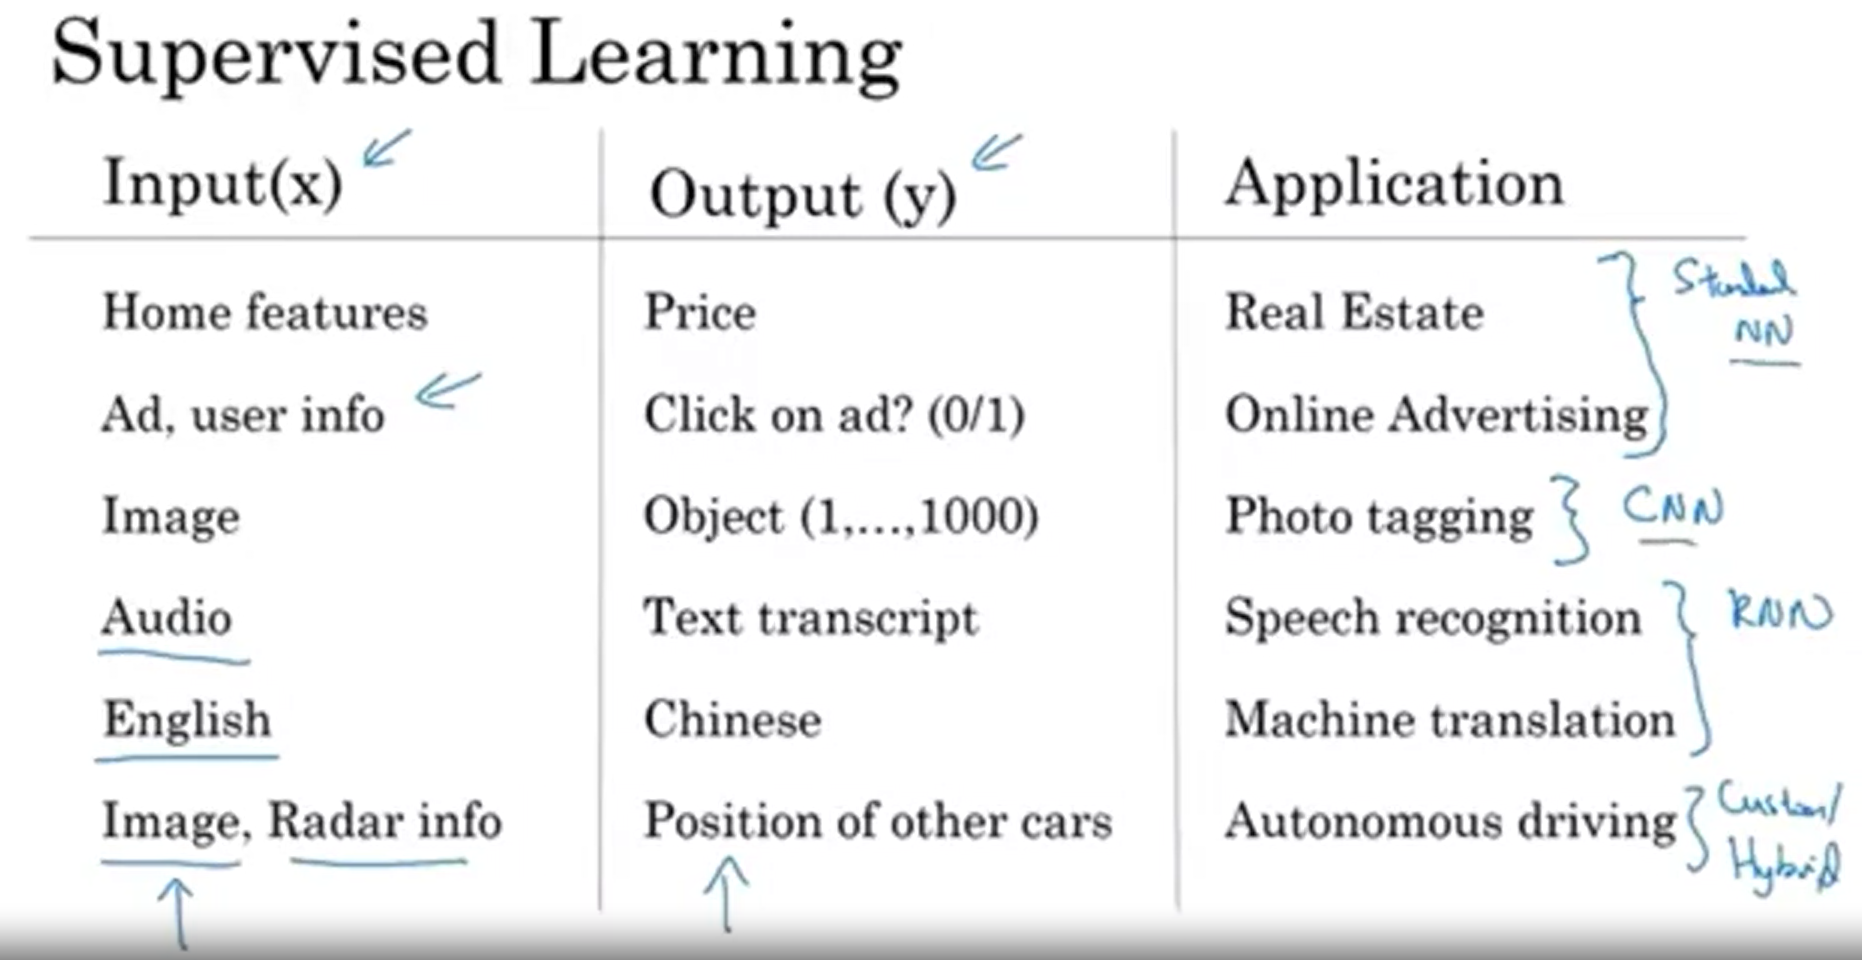 Supervised Learning
Input(x) Output (y) Application
Home features Price Real Estate Standard
NN
Ad, user info Click on ad? (0/1) Online Advertising
Image Object (1,...,1000) Photo tagging CNN
Audio Text transcript Speech recognition RNN
English Chinese Machine translation
Image, Radar info Position of other cars Autonomous driving Custom/
Hybrid